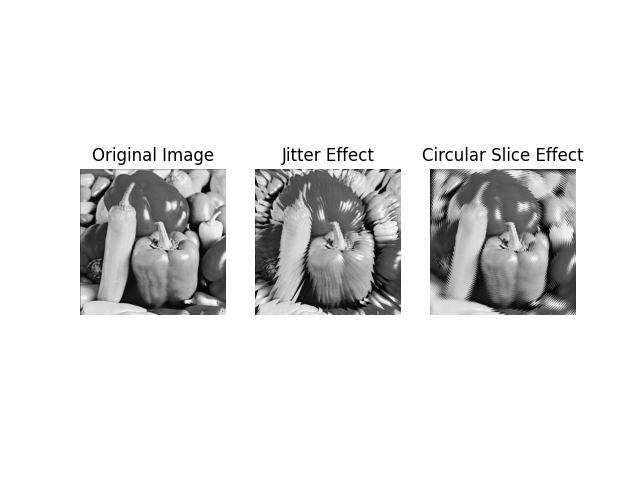 Original Image
Jitter Effect
Circular Slice Effect